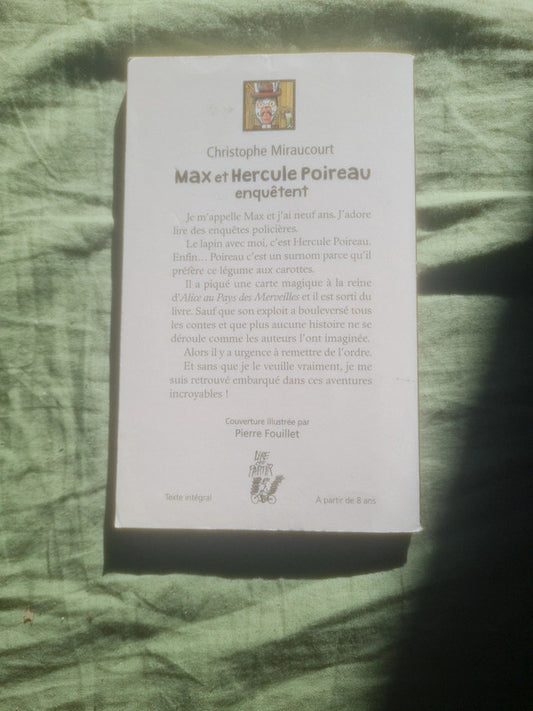 Christophe Miraucourt
Max et Hercule Poireau
enquêtent
Je m'appelle Max et j'ai neuf ans. J'adore
lire des enquêtes policières.
Le lapin avec moi, c'est Hercule Poireau.
Enfin... Poireau c'est un surnom parce qu'il
préfère ce légume aux carottes.
Il a piqué une carte magique à la reine
d'Alice au Pays des Merveilles et il est sorti du
livre. Sauf que son exploit a bouleversé tous
les contes et que plus aucune histoire ne se
déroule comme les auteurs l'ont imaginée.
Alors il y a urgence à remettre de l'ordre.
Et sans que je le veuille vraiment, je me
suis retrouvé embarqué dans ces aventures
incroyables !
Couverture illustrée par
Pierre Fouillet
LIRE
C'EST
PARTIR
Texte intégral
A partir de 8 ans